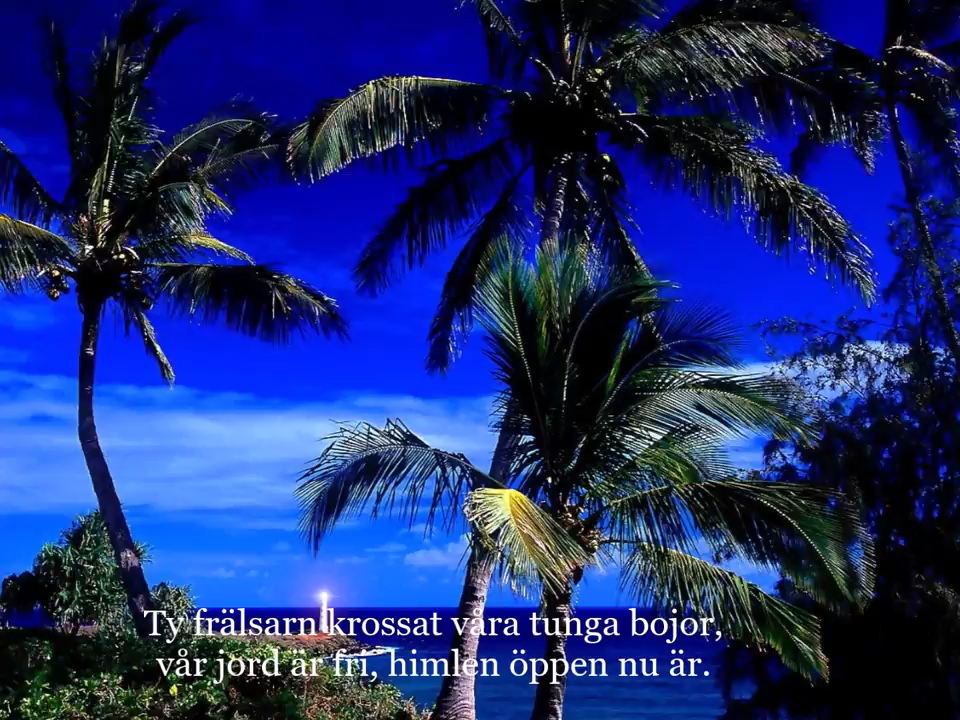 Ty frälsarn krossat våra tunga bojor,
vår jord är fri, himlen öppen nu är.